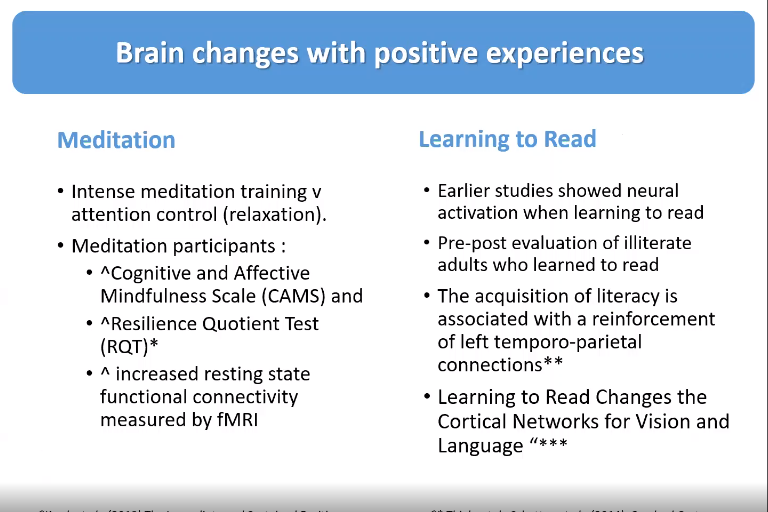 Brain changes with positive experiences
Meditation
• Intense meditation training v
attention control (relaxation).
• Meditation participants :
• ^Cognitive and Affective
Mindfulness Scale (CAMS) and
• ^Resilience Quotient Test
(RQT)*
• ^ increased resting state
functional connectivity
measured by fMRI
Learning to Read
• Earlier studies showed neural
activation when learning to read
• Pre-post evaluation of illiterate
adults who learned to read
• The acquisition of literacy is
associated with a reinforcement
of left temporo-parietal
connections**
• Learning to Read Changes the
Cortical Networks for Vision and
Language “***